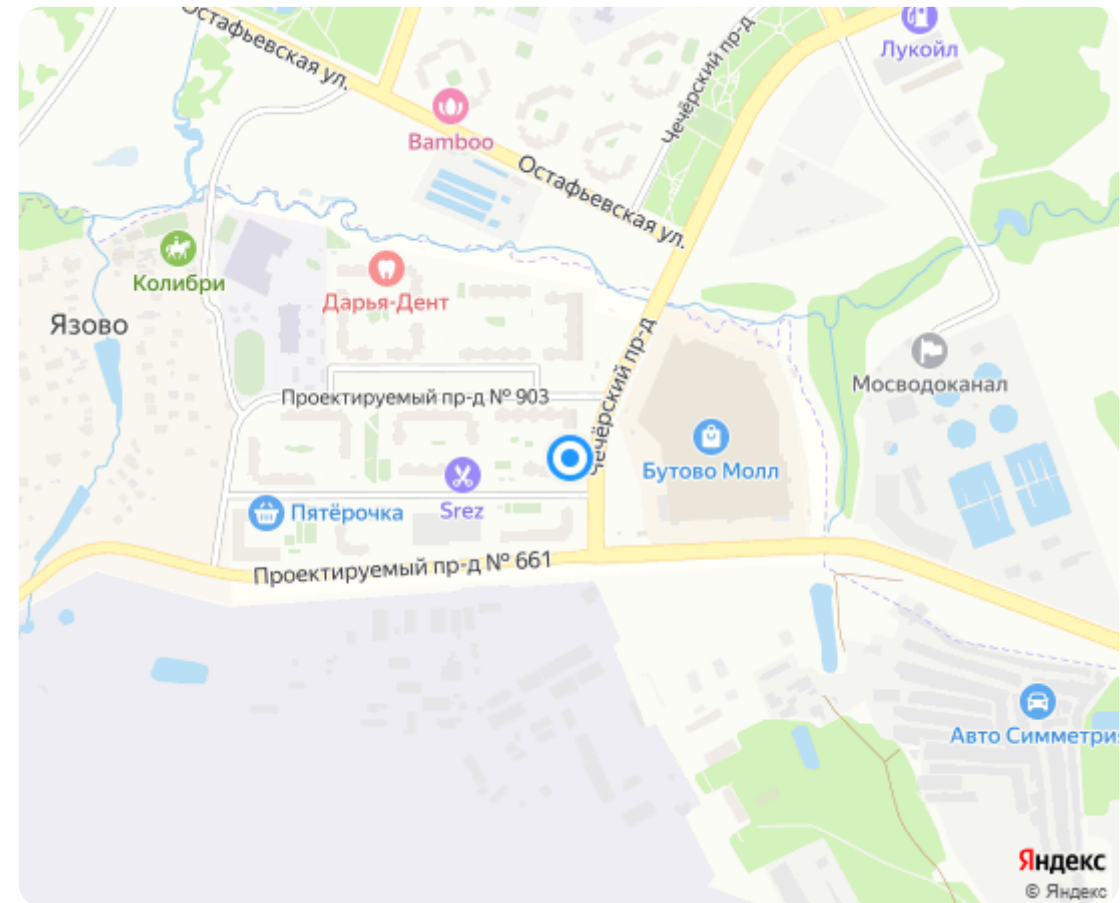 Остафьевская ул.
Чечёрский пр-д
Лукойл
Bamboo
Остафьевская ул.
Колибри
Дарья-Дент
Язово
Чечёрский пр-д
Мосводоканал
Проектируемый пр-д № 903
Бутово Молл
Srez
Пятёрочка
Проектируемый пр-д № 661
Авто Симметрия
Яндекс
© Яндекс